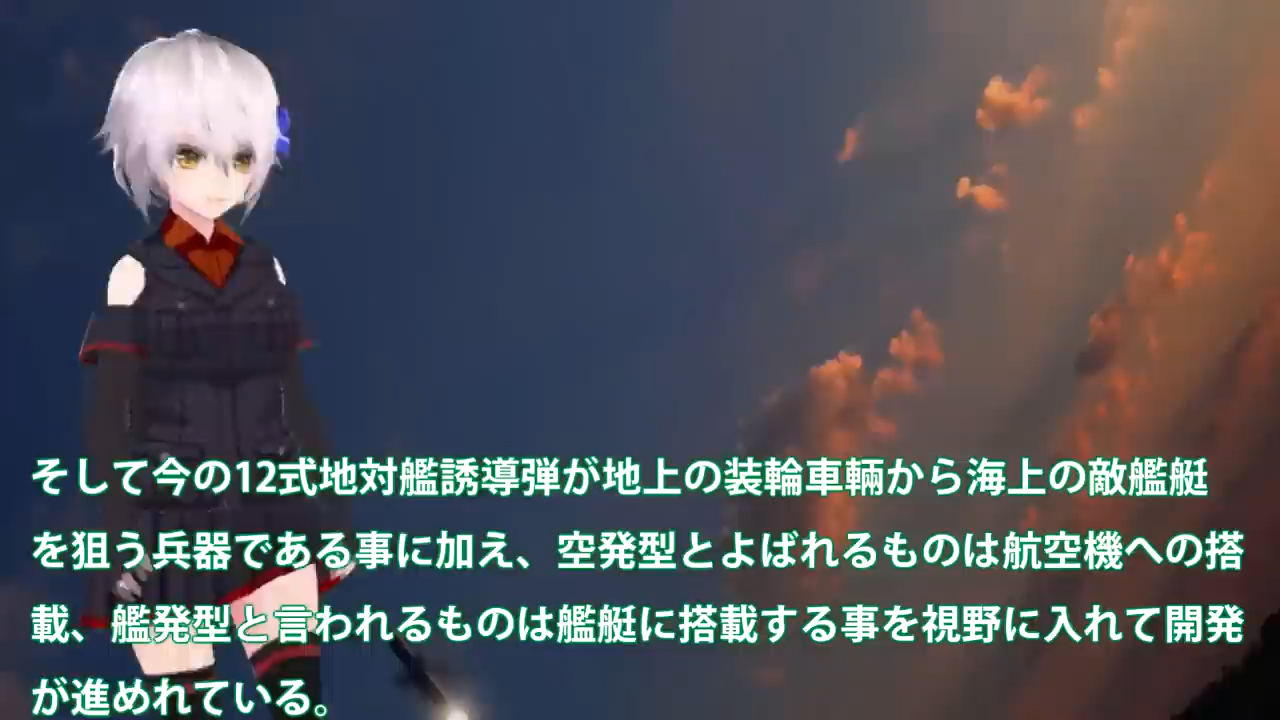 そして今の12式地対艦誘導弾が地上の装輪車輌から海上の敵艦艇
を狙う兵器である事に加え、空発型とよばれるものは航空機への搭
載、艦発型と言われるものは艦艇に搭載する事を視野に入れて開発
が進めれている。